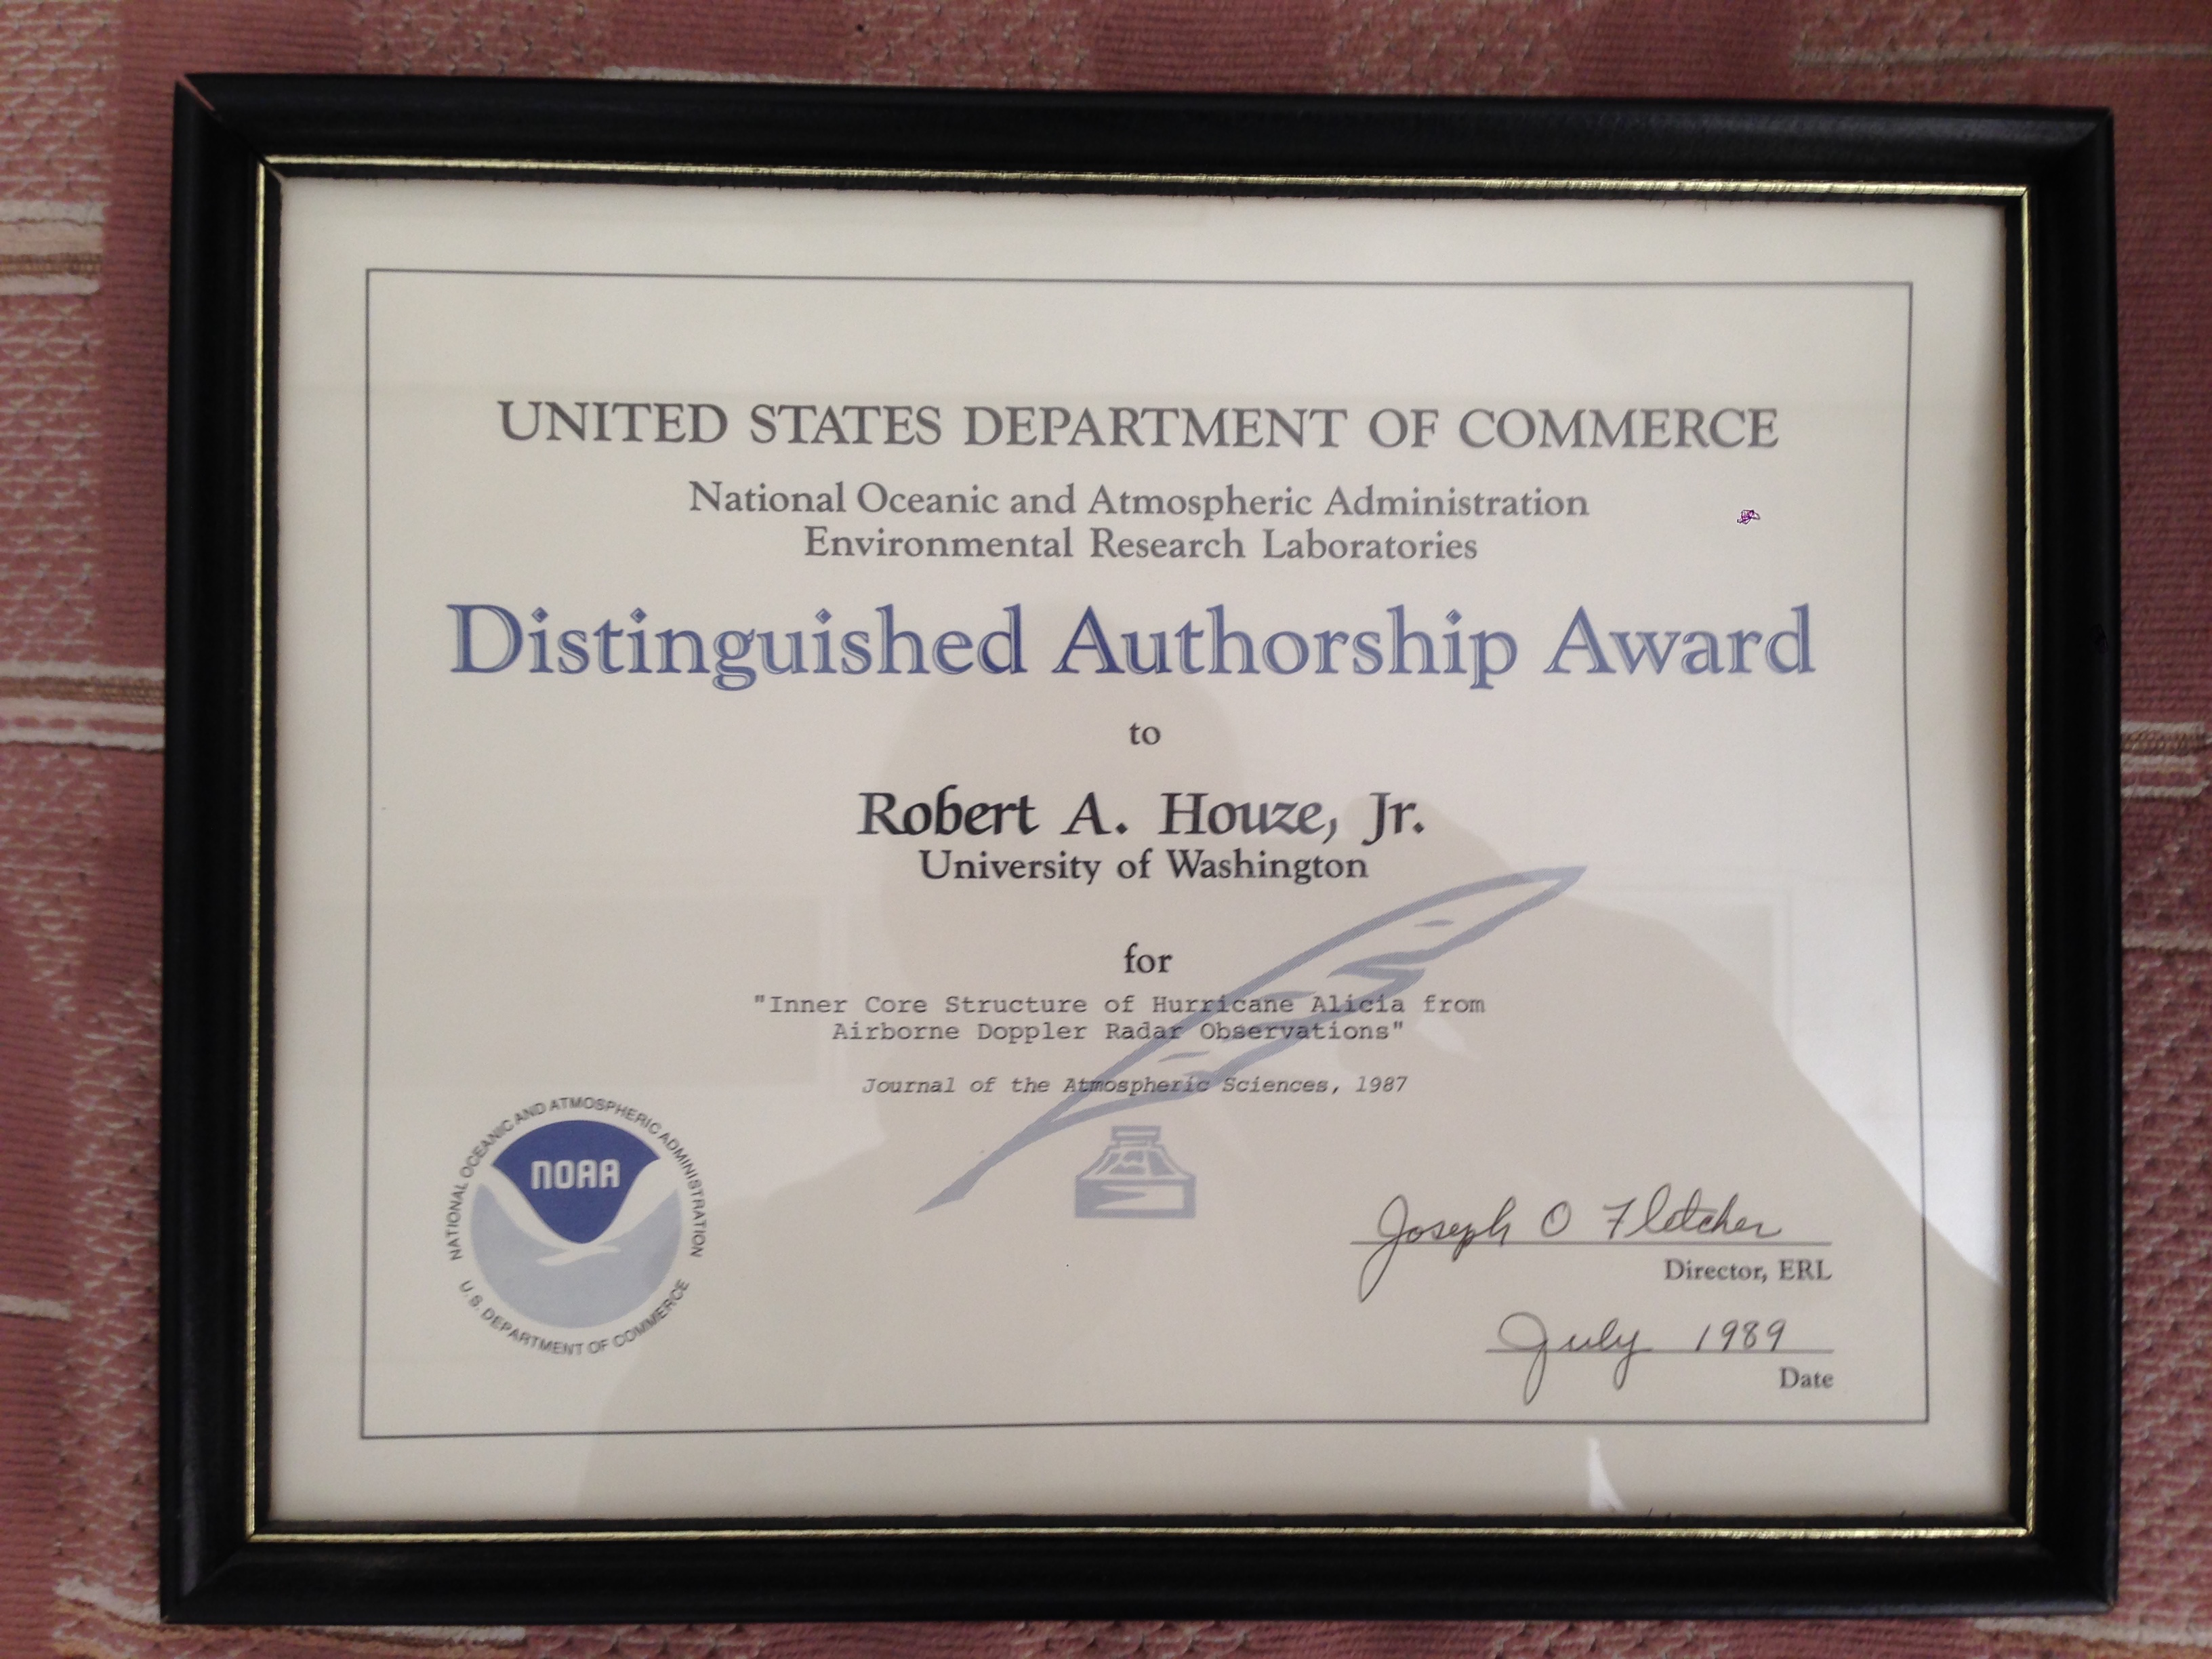 UNITED STATES DEPARTMENT OF COMMERCE
National Oceanic and Atmospheric Administration
Environmental Research Laboratories
Distinguished Authorship Award
to
Robert A. Houze, Jr.
University of Washington
for
"Inner Core Structure of Hurricane Alicia from
Airborne Doppler Radar Observations"
Journal of the Atmospheric Sciences, 1987
NATIONAL OCEANIC AND ATMOSPHERIC ADMINISTRATION
NOAA
U.S. DEPARTMENT OF COMMERCE
Joseph O Fletcher
Director, ERL
July 1989
Date